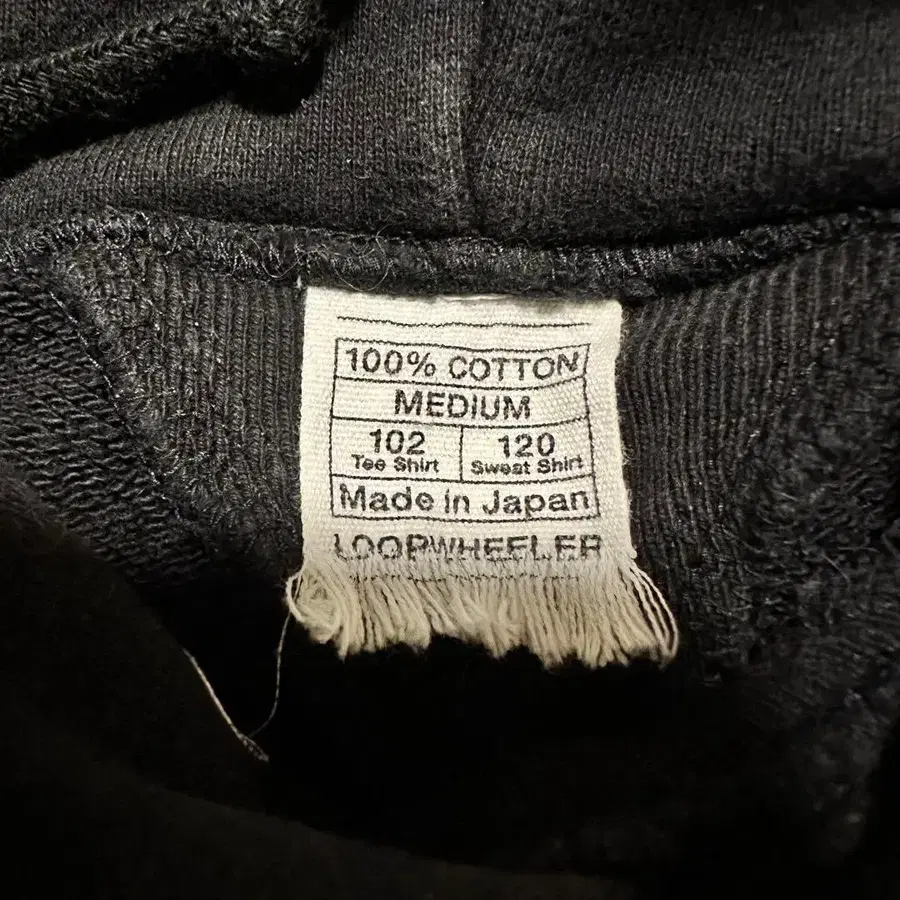 100% COTTON
MEDIUM
102 120
Tee Shirt Sweat Shirt
Made in Japan
LOOPWHEELER